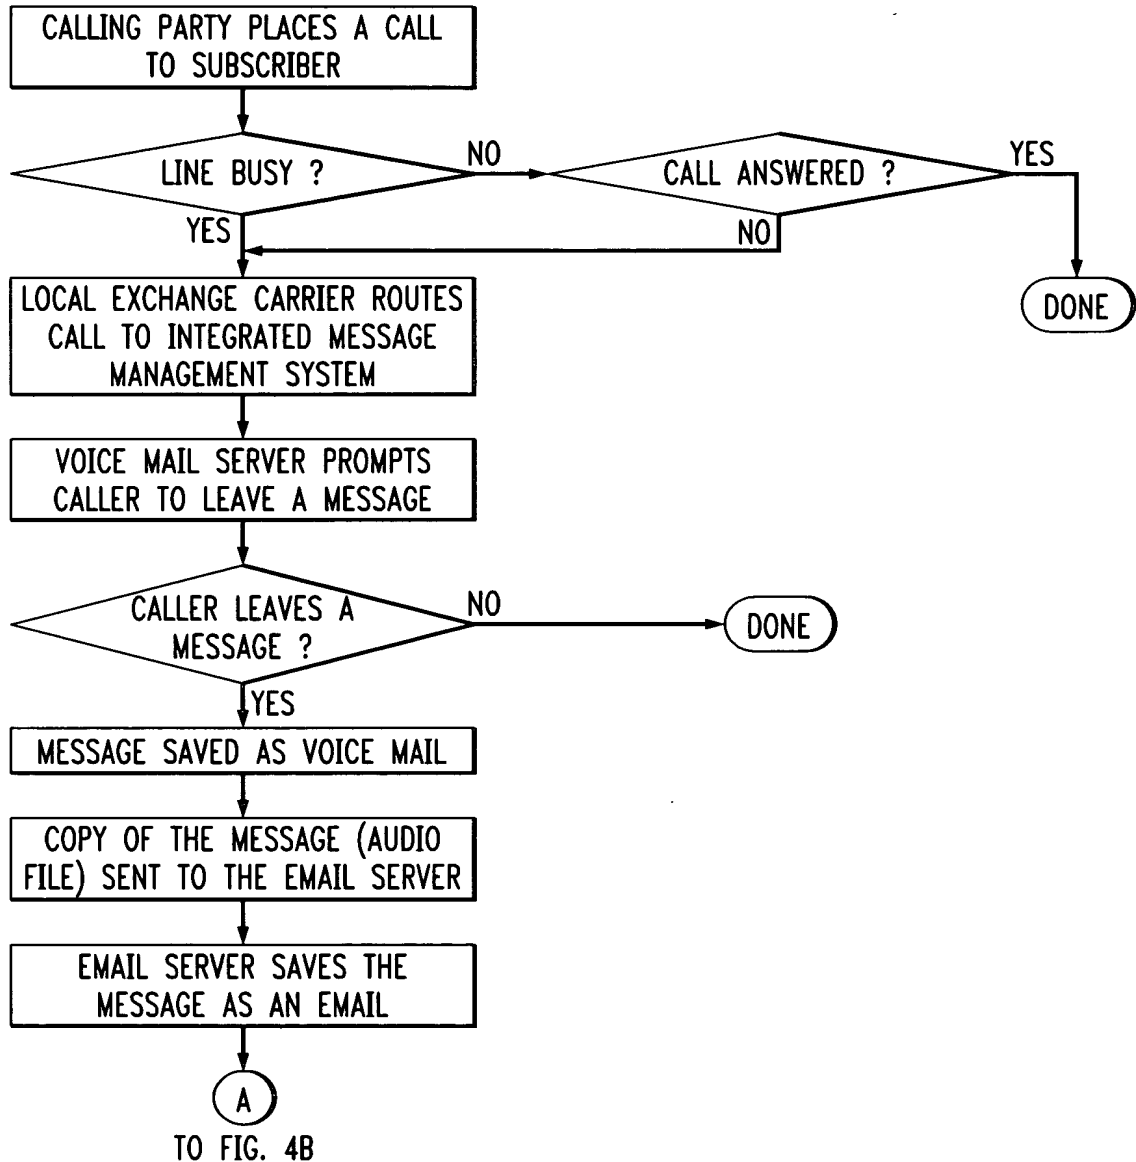 CALLING PARTY PLACES A CALL
TO SUBSCRIBER
LINE BUSY ?
NO
CALL ANSWERED ?
YES
YES
NO
DONE
LOCAL EXCHANGE CARRIER ROUTES
CALL TO INTEGRATED MESSAGE
MANAGEMENT SYSTEM
VOICE MAIL SERVER PROMPTS
CALLER TO LEAVE A MESSAGE
CALLER LEAVES A
MESSAGE ?
NO
DONE
YES
MESSAGE SAVED AS VOICE MAIL
COPY OF THE MESSAGE (AUDIO
FILE) SENT TO THE EMAIL SERVER
EMAIL SERVER SAVES THE
MESSAGE AS AN EMAIL
A
TO FIG. 4B